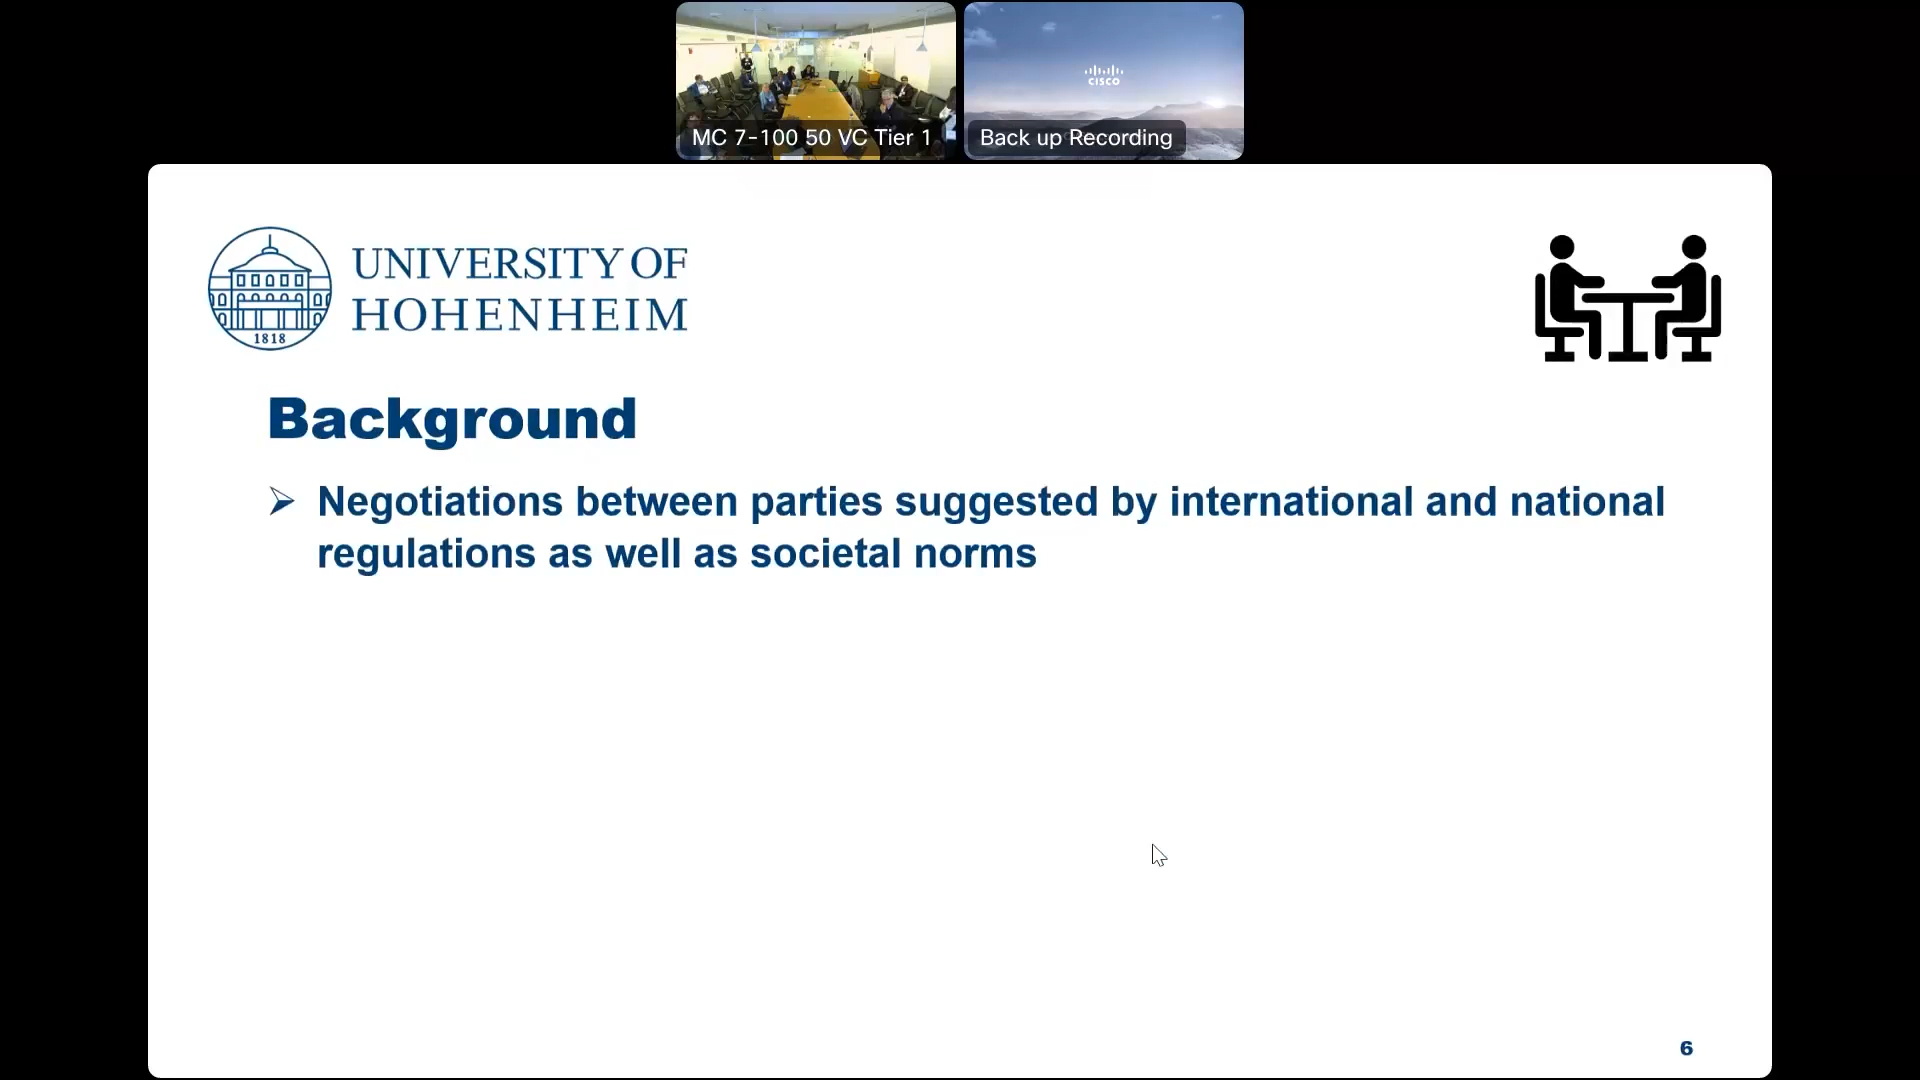 MC 7-100 50 VC Tier 1
CISCO
Back up Recording
UNIVERSITY OF
HOHENHEIM
1818
Background
Negotiations between parties suggested by international and national
regulations as well as societal norms
6